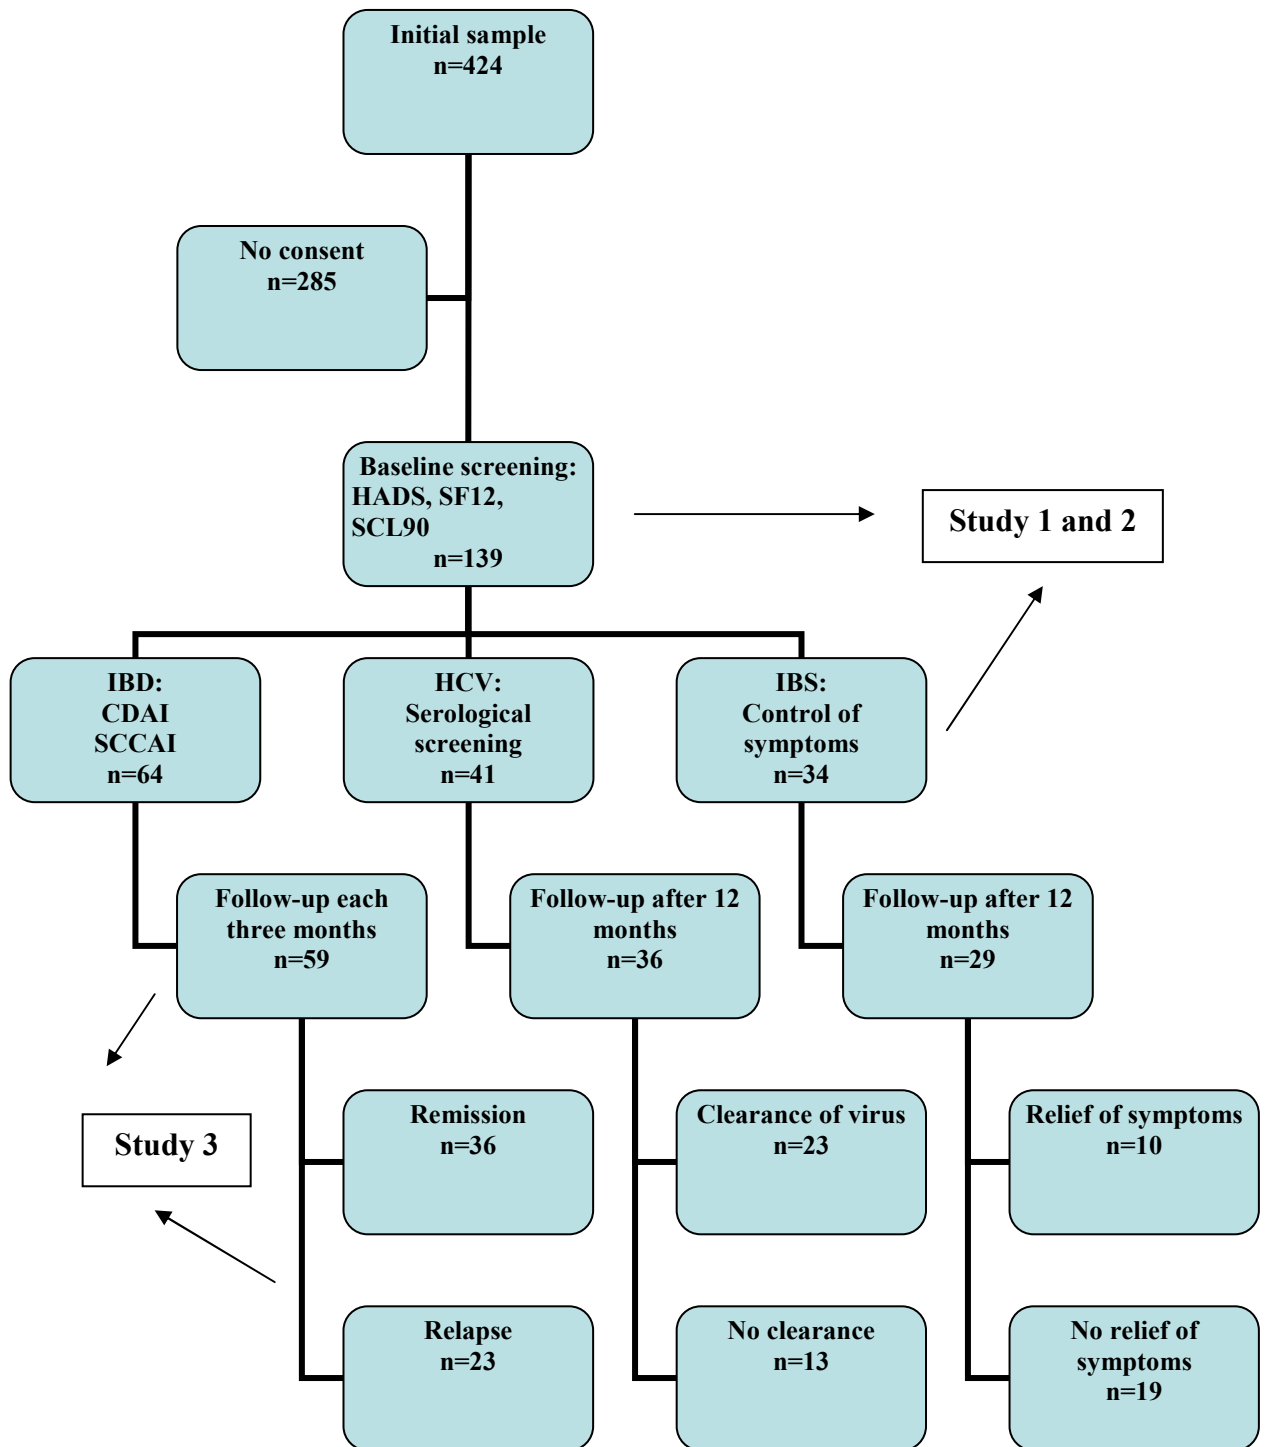 Initial sample
n=424
No consent
n=285
Baseline screening:
HADS, SF12,
SCL90
n=139
Study 1 and 2
IBD:
CDAI
SCCAI
n=64
HCV:
Serological
screening
n=41
IBS:
Control of
symptoms
n=34
Follow-up each
three months
n=59
Follow-up after 12
months
n=36
Follow-up after 12
months
n=29
Study 3
Remission
n=36
Clearance of virus
n=23
Relief of symptoms
n=10
Relapse
n=23
No clearance
n=13
No relief of
symptoms
n=19